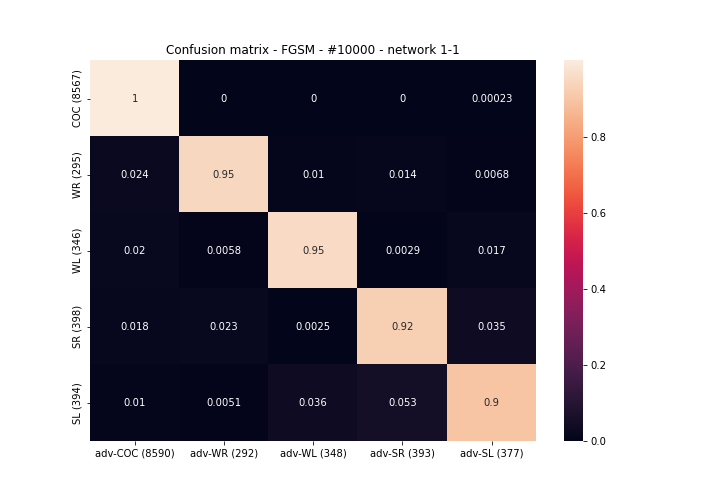 Confusion matrix - FGSM - #10000 - network 1-1
COC (8567)
1 0 0 0 0.00023
WR (295)
0.024 0.95 0.01 0.014 0.0068
WL (346)
0.02 0.0058 0.95 0.0029 0.017
SR (398)
0.018 0.023 0.0025 0.92 0.035
SL (394)
0.01 0.0051 0.036 0.053 0.9
adv-COC (8590) adv-WR (292) adv-WL (348) adv-SR (393) adv-SL (377)
0.8
0.6
0.4
0.2
0.0